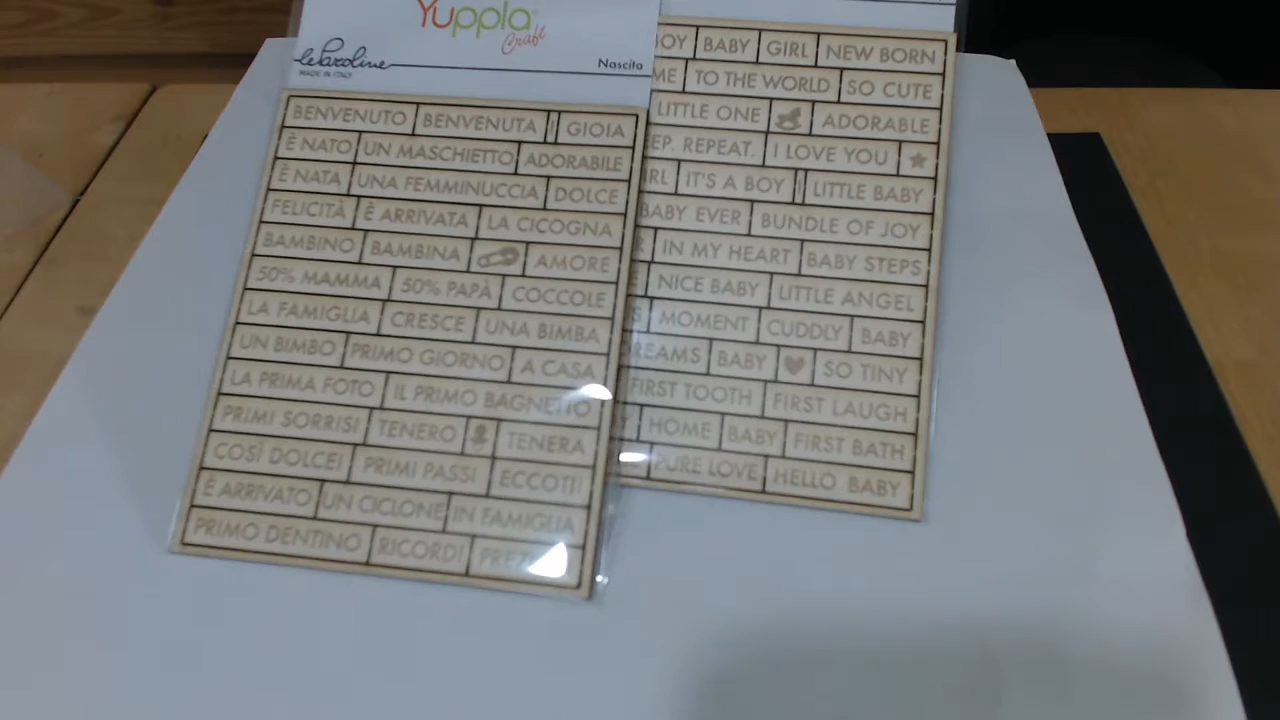 Yuppla
Craft
leParoline
MADE IN ITALY
Nascita
BENVENUTO BENVENUTA GIOIA
È NATO UN MASCHIETTO ADORABILE
È NATA UNA FEMMINUCCIA DOLCE
FELICITÀ È ARRIVATA LA CICOGNA
BAMBINO BAMBINA AMORE
50% MAMMA 50% PAPÀ COCCOLE
LA FAMIGLIA CRESCE UNA BIMBA
UN BIMBO PRIMO GIORNO A CASA
LA PRIMA FOTO IL PRIMO BAGNETTO
PRIMI SORRISI TENERO TENERA
COSÌ DOLCE! PRIMI PASSI ECCOTI!
È ARRIVATO UN CICLONE IN FAMIGLIA
PRIMO DENTINO RICORDI
BABY GIRL NEW BORN
TO THE WORLD SO CUTE
LITTLE ONE ADORABLE
EP. REPEAT. I LOVE YOU
RL IT'S A BOY LITTLE BABY
BABY EVER BUNDLE OF JOY
IN MY HEART BABY STEPS
NICE BABY LITTLE ANGEL
MOMENT CUDDLY BABY
REAMS BABY SO TINY
FIRST TOOTH FIRST LAUGH
HOME BABY FIRST BATH
PURE LOVE HELLO BABY